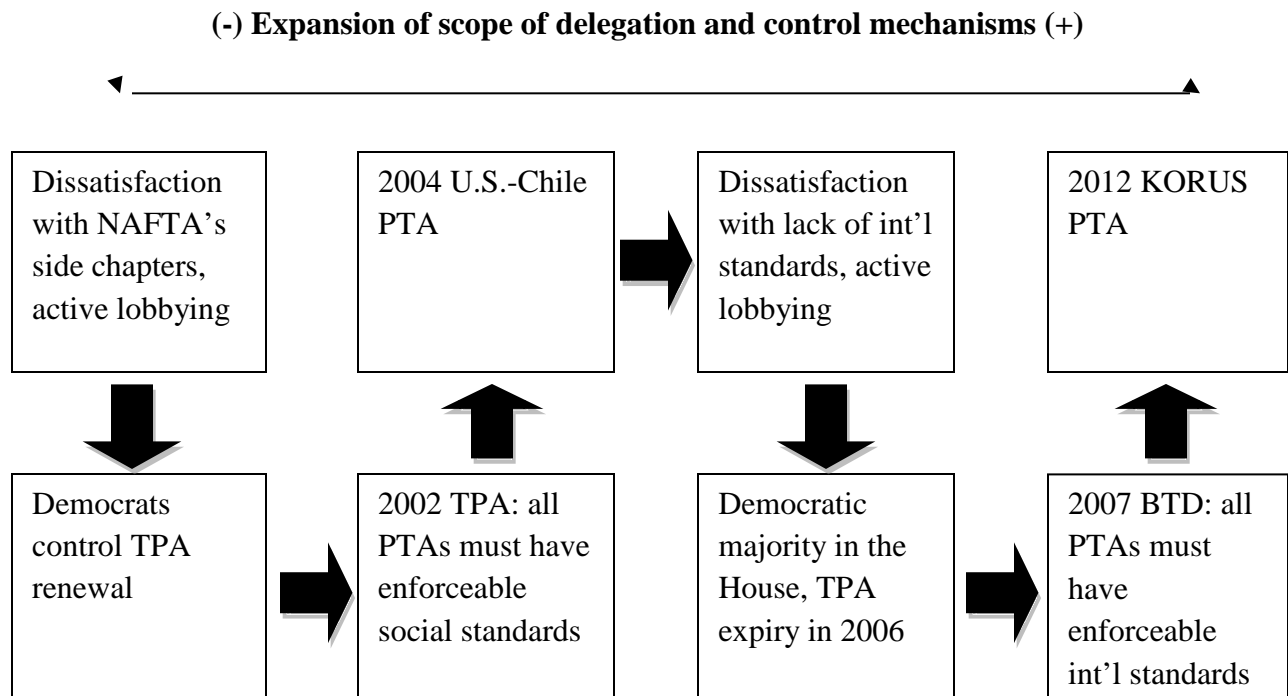 (-) Expansion of scope of delegation and control mechanisms (+)
Dissatisfaction
with NAFTA’s
side chapters,
active lobbying
2004 U.S.-Chile
PTA
Dissatisfaction
with lack of int’l
standards, active
lobbying
2012 KORUS
PTA
Democrats
control TPA
renewal
2002 TPA: all
PTAs must have
enforceable
social standards
Democratic
majority in the
House, TPA
expiry in 2006
2007 BTD: all
PTAs must
have
enforceable
int’l standards